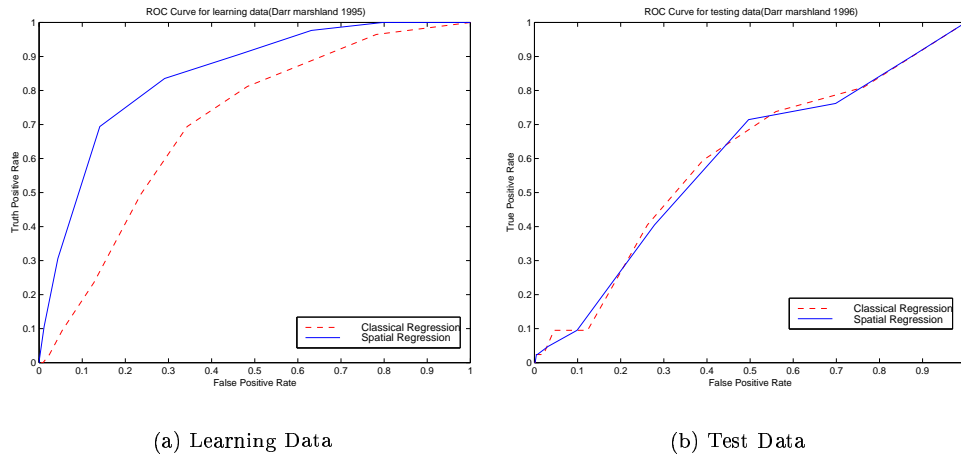 ROC Curve for learning data(Darr marshland 1995)
1
0.9
0.8
0.7
0.6
0.5
0.4
0.3
0.2
0.1
0
Truth Positive Rate
0 0.1 0.2 0.3 0.4 0.5 0.6 0.7 0.8 0.9 1
False Positive Rate
Classical Regression
Spatial Regression
(a) Learning Data
ROC Curve for testing data(Darr marshland 1996)
1
0.9
0.8
0.7
0.6
0.5
0.4
0.3
0.2
0.1
0
True Positive Rate
0 0.1 0.2 0.3 0.4 0.5 0.6 0.7 0.8 0.9
False Positive Rate
Classical Regression
Spatial Regression
(b) Test Data